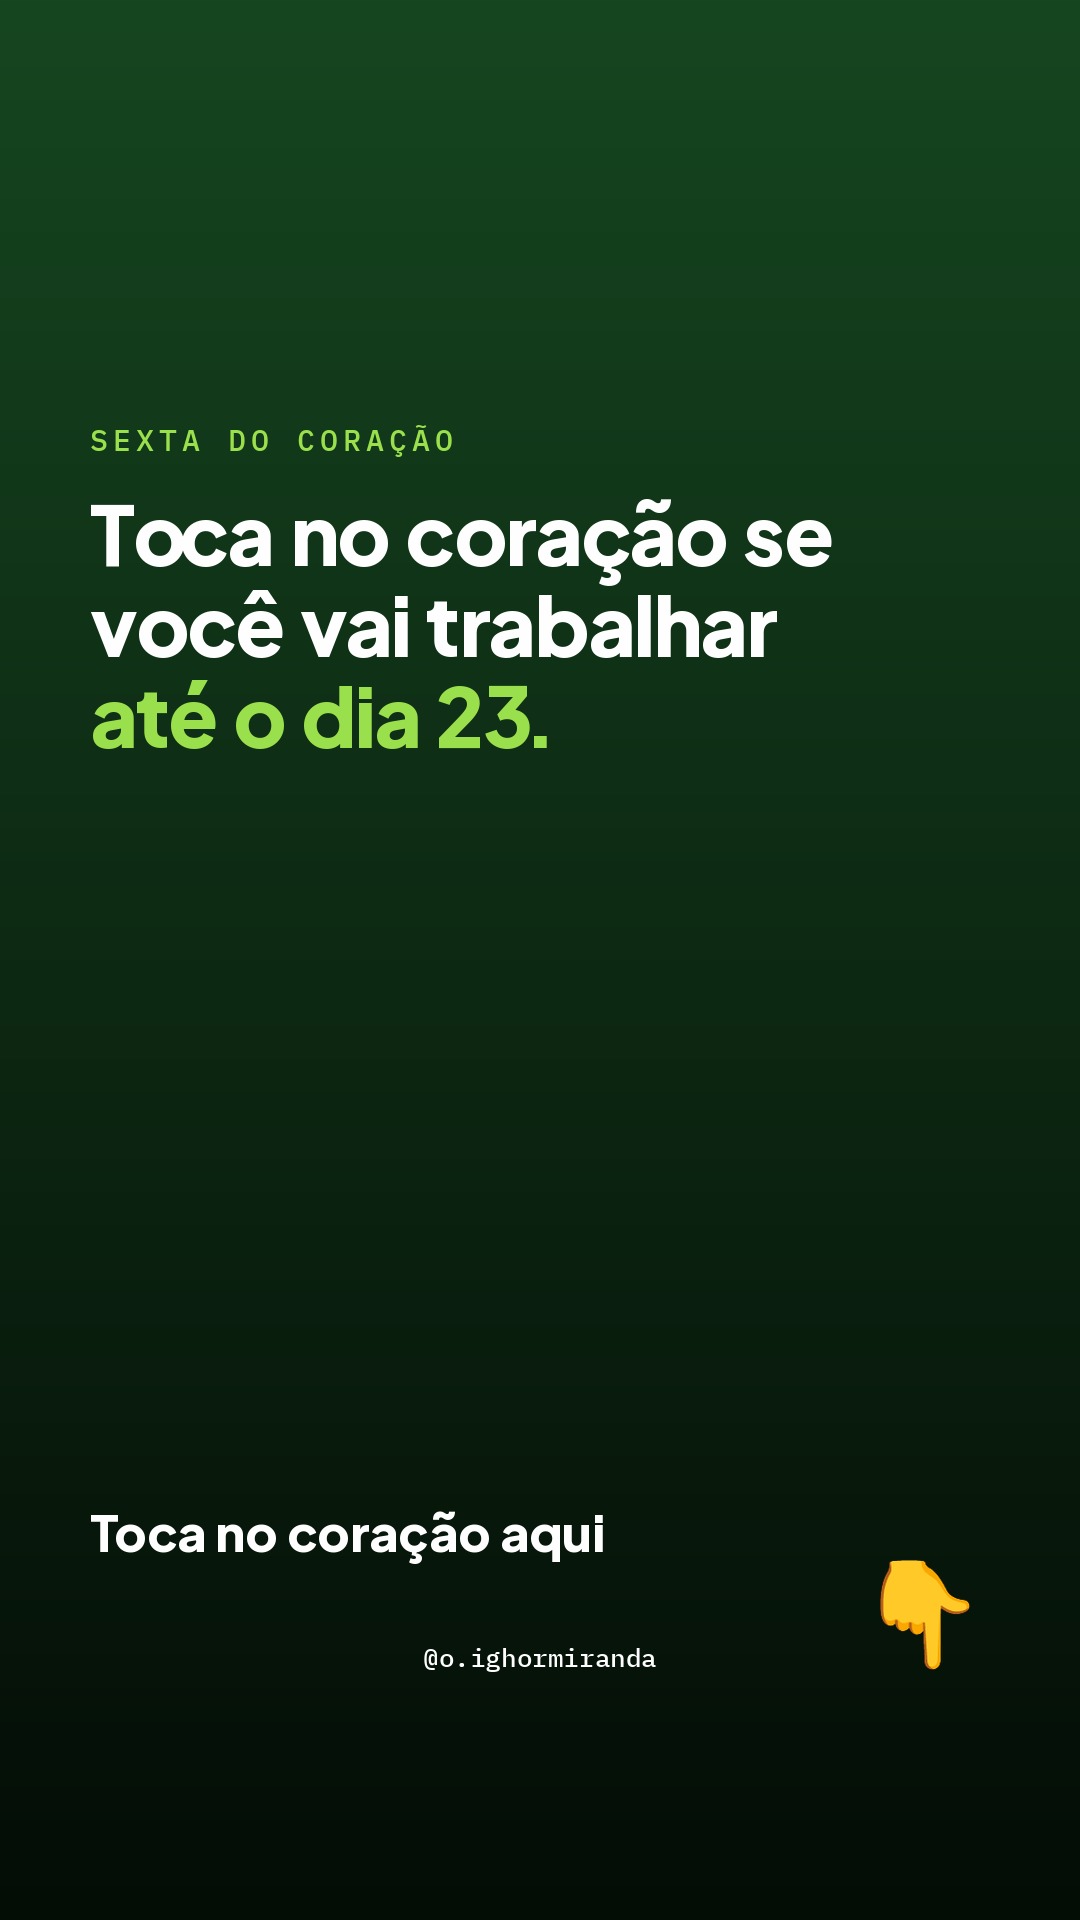 SEXTA DO CORAÇÃO
Toca no coração se
você vai trabalhar
até o dia 23.
Toca no coração aqui
@o.ighormiranda